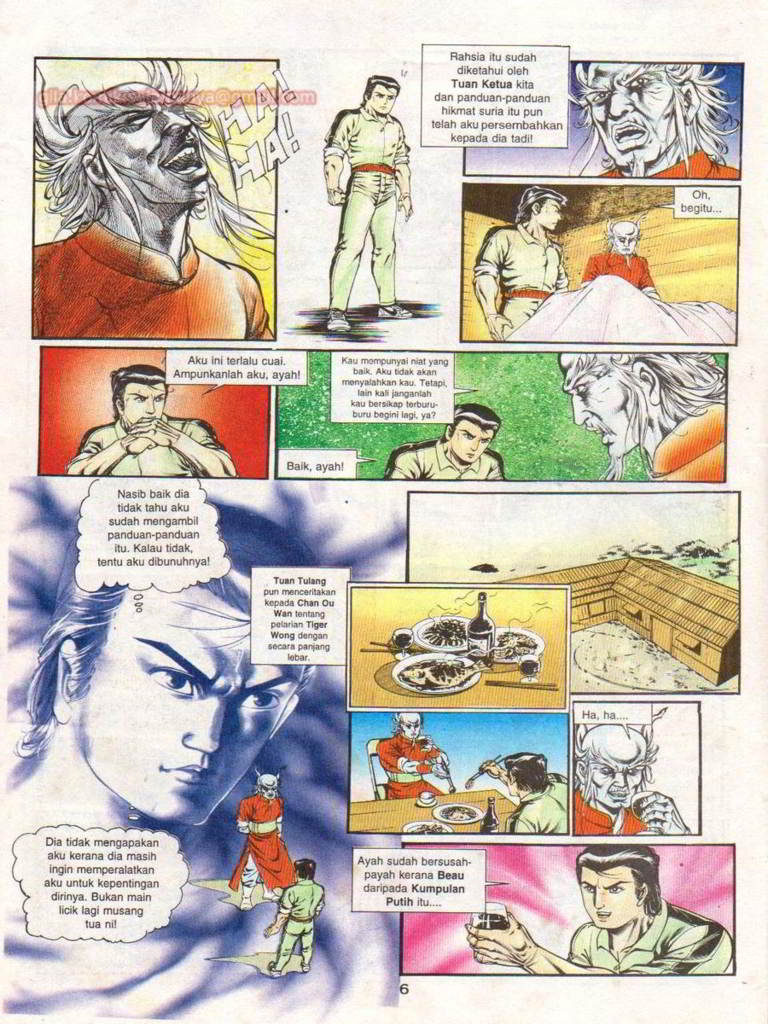 HA!
HA!
Rahsia itu sudah
diketahui oleh
Tuan Ketua kita
dan panduan-panduan
hikmat suria itu pun
telah aku persembahkan
kepada dia tadi!
Oh,
begitu...
Aku ini terlalu cuai.
Ampunkanlah aku, ayah!
Kau mompunyai niat yang
baik. Aku tidak akan
menyalahkan kau. Tetapi,
lain kali janganlah
kau bersikap terburu-
buru begini lagi, ya?
Baik, ayah!
Nasib baik dia
tidak tahu aku
sudah mengambil
panduan-panduan
itu. Kalau tidak,
tentu aku dibunuhnya!
Tuan Tulang
pun menceritakan
kepada Chan Ou
Wan tentang
pelarian Tiger
Wong dengan
secara panjang
lebar.
Ha, ha....
Dia tidak mengapakan
aku kerana dia masih
ingin memperalatkan
aku untuk kepentingan
dirinya. Bukan main
licik lagi musang
tua ni!
Ayah sudah bersusah-
payah kerana Beau
daripada Kumpulan
Putih itu....
6